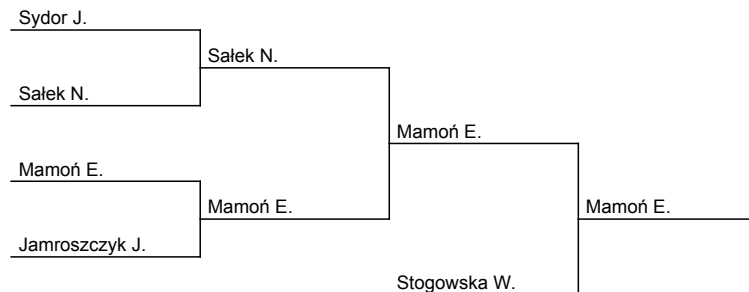 Sydor J.
Sałek N.
Sałek N.
Mamoń E.
Mamoń E.
Mamoń E.
Mamoń E.
Jamroszczyk J.
Stogowska W.